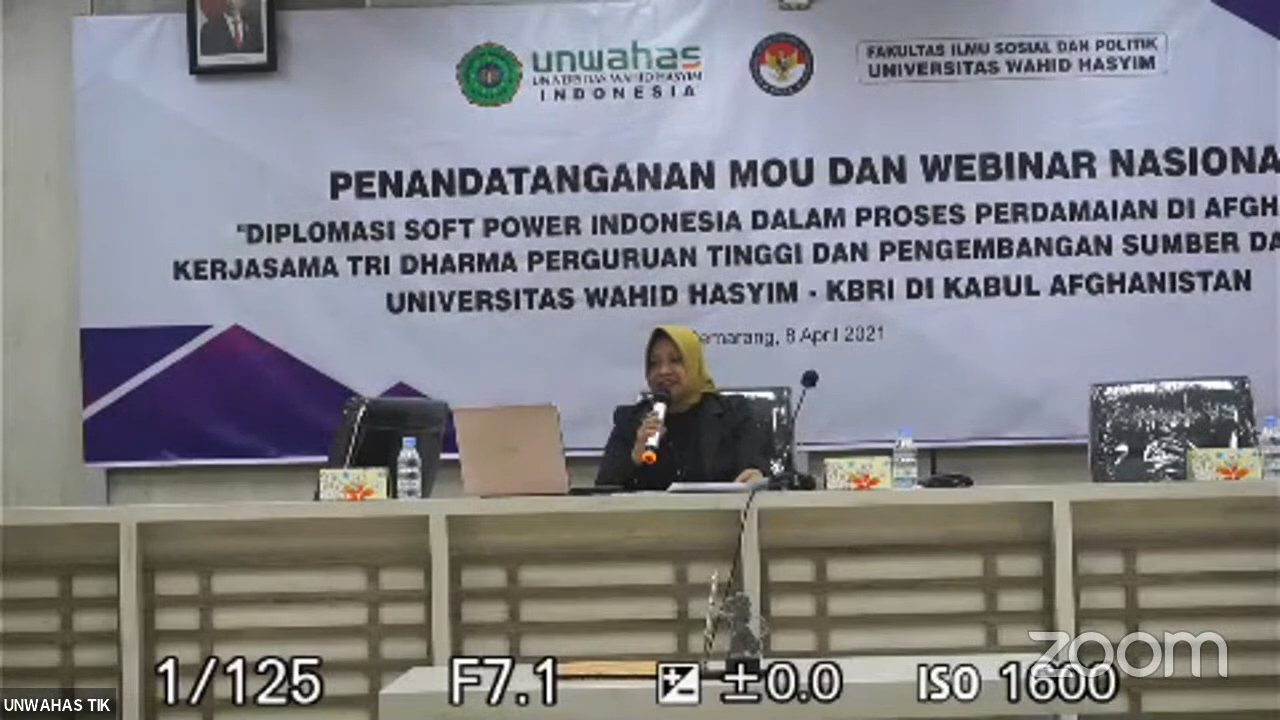 unwahas
UNIVERSITAS WAHID HASYIM
INDONESIA
FAKULTAS ILMU SOSIAL DAN POLITIK
UNIVERSITAS WAHID HASYIM
PENANDATANGANAN MOU DAN WEBINAR NASIONA
"DIPLOMASI SOFT POWER INDONESIA DALAM PROSES PERDAMAIAN DI AFGH
KERJASAMA TRI DHARMA PERGURUAN TINGGI DAN PENGEMBANGAN SUMBER DA
UNIVERSITAS WAHID HASYIM - KBRI DI KABUL AFGHANISTAN
emarang, 8 April 2021
zoom
1/125 F7.1 ±0.0 ISO 1600
UNWAHAS TIK